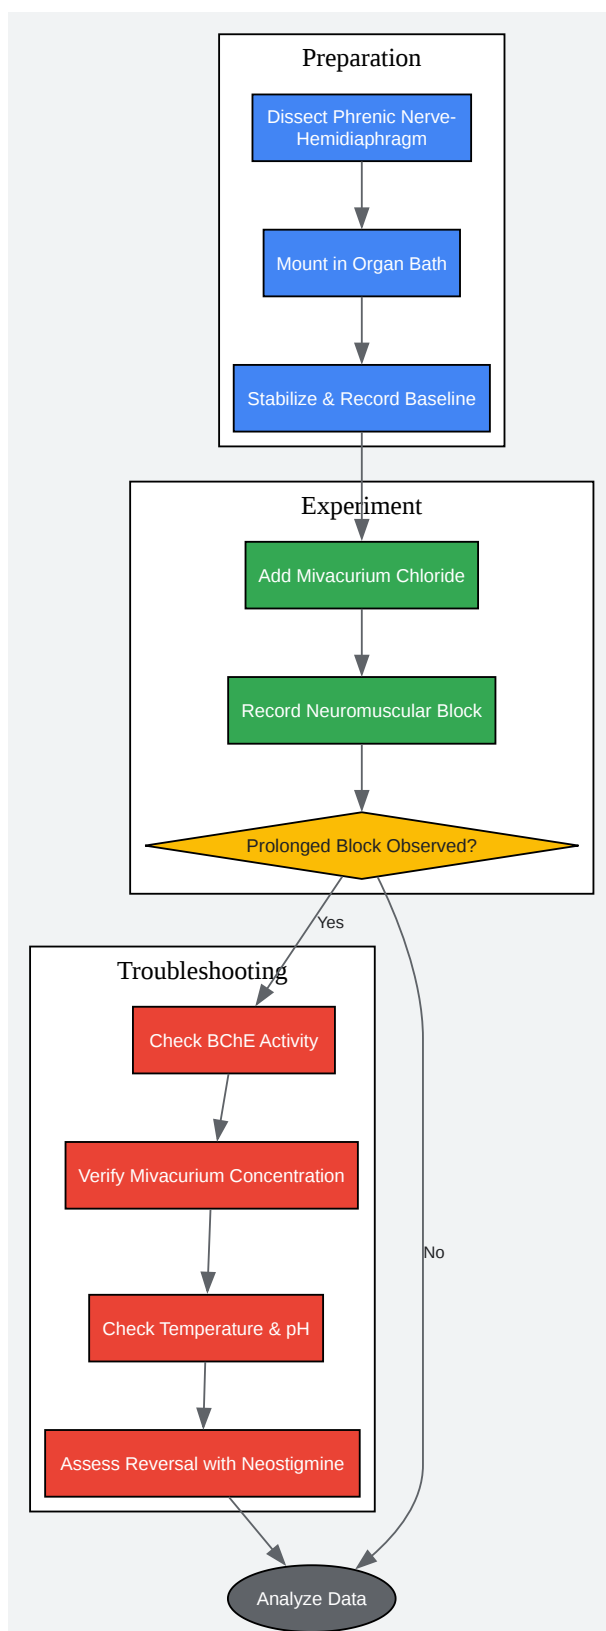 Preparation
Dissect Phrenic Nerve-
Hemidiaphragm
Mount in Organ Bath
Stabilize & Record Baseline
Experiment
Add Mivacurium Chloride
Record Neuromuscular Block
Prolonged Block Observed?
Yes
Troubleshooting
Check BChE Activity
Verify Mivacurium Concentration
No
Check Temperature & pH
Assess Reversal with Neostigmine
Analyze Data